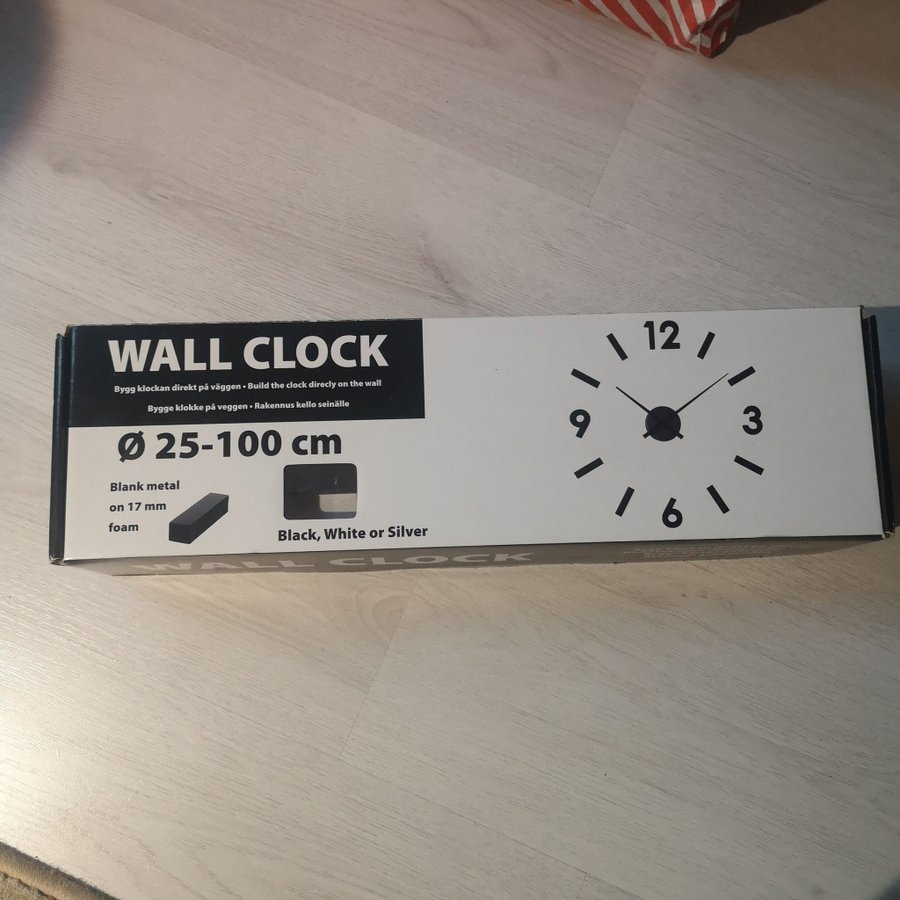 WALL CLOCK
Bygg klockan direkt på väggen • Build the clock direcly on the wall
Bygge klokke på veggen • Rakennus kello seinälle
Ø 25-100 cm
Blank metal
on 17 mm
foam
Black, White or Silver
12
9
3
6
WALL CLOCK